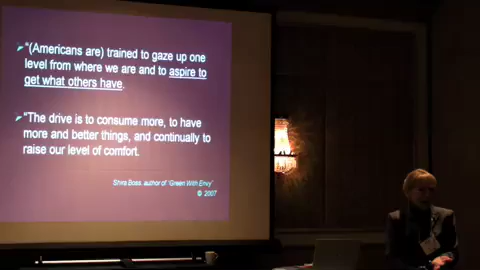 "(Americans are) trained to gaze up one
level from where we are and to aspire to
get what others have.
"The drive is to consume more, to have
more and better things, and continually to
raise our level of comfort.
Shira Boss, author of "Green With Envy"
© 2007